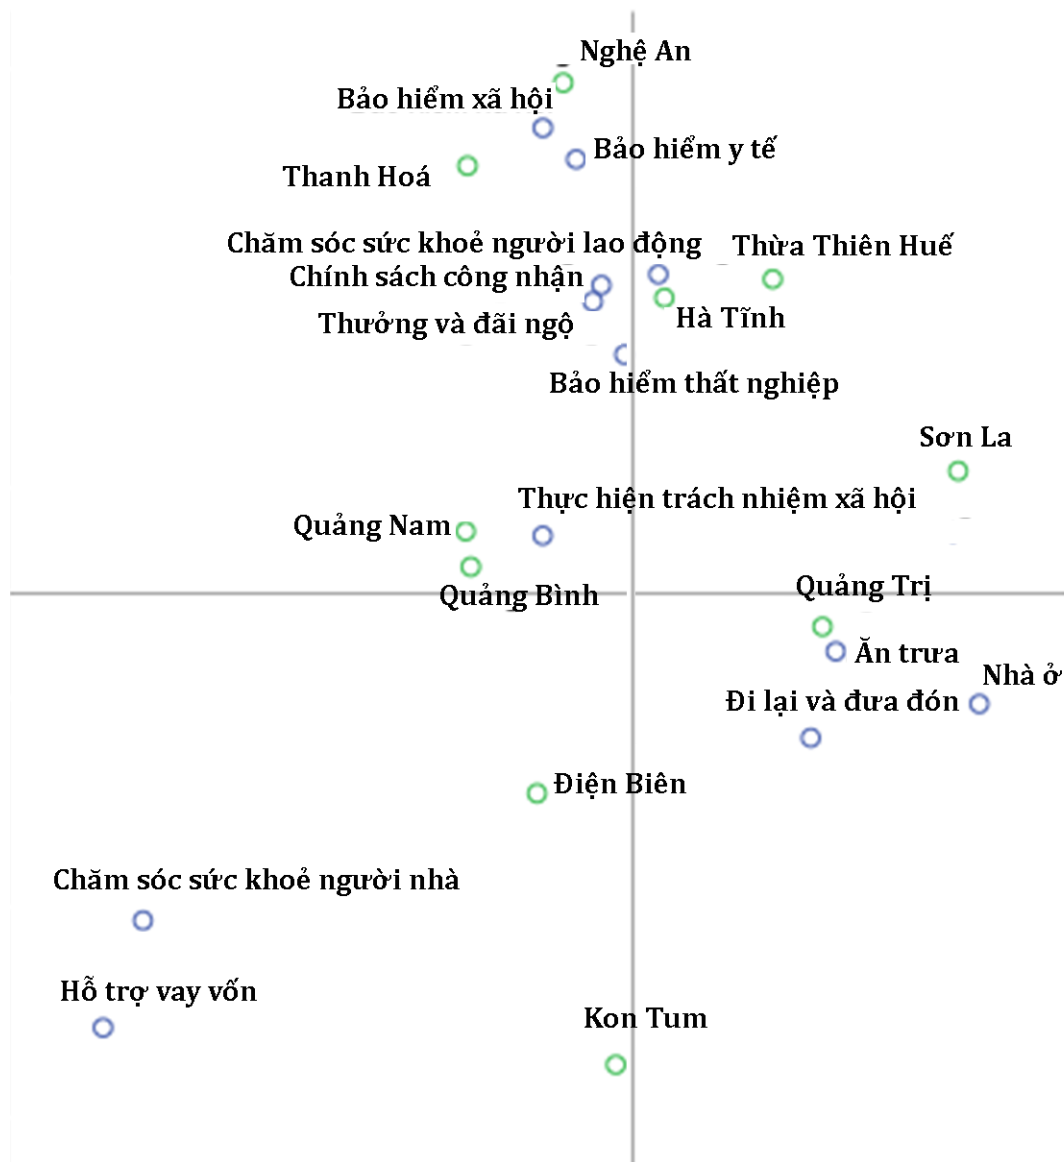 Nghệ An
Bảo hiểm xã hội
Bảo hiểm y tế
Thanh Hoá
Chăm sóc sức khoẻ người lao động
Thừa Thiên Huế
Chính sách công nhận
Thưởng và đãi ngộ
Hà Tĩnh
Bảo hiểm thất nghiệp
Sơn La
Thực hiện trách nhiệm xã hội
Quảng Nam
Quảng Bình
Quảng Trị
Ăn trưa
Nhà ở
Đi lại và đưa đón
Điện Biên
Chăm sóc sức khoẻ người nhà
Hỗ trợ vay vốn
Kon Tum